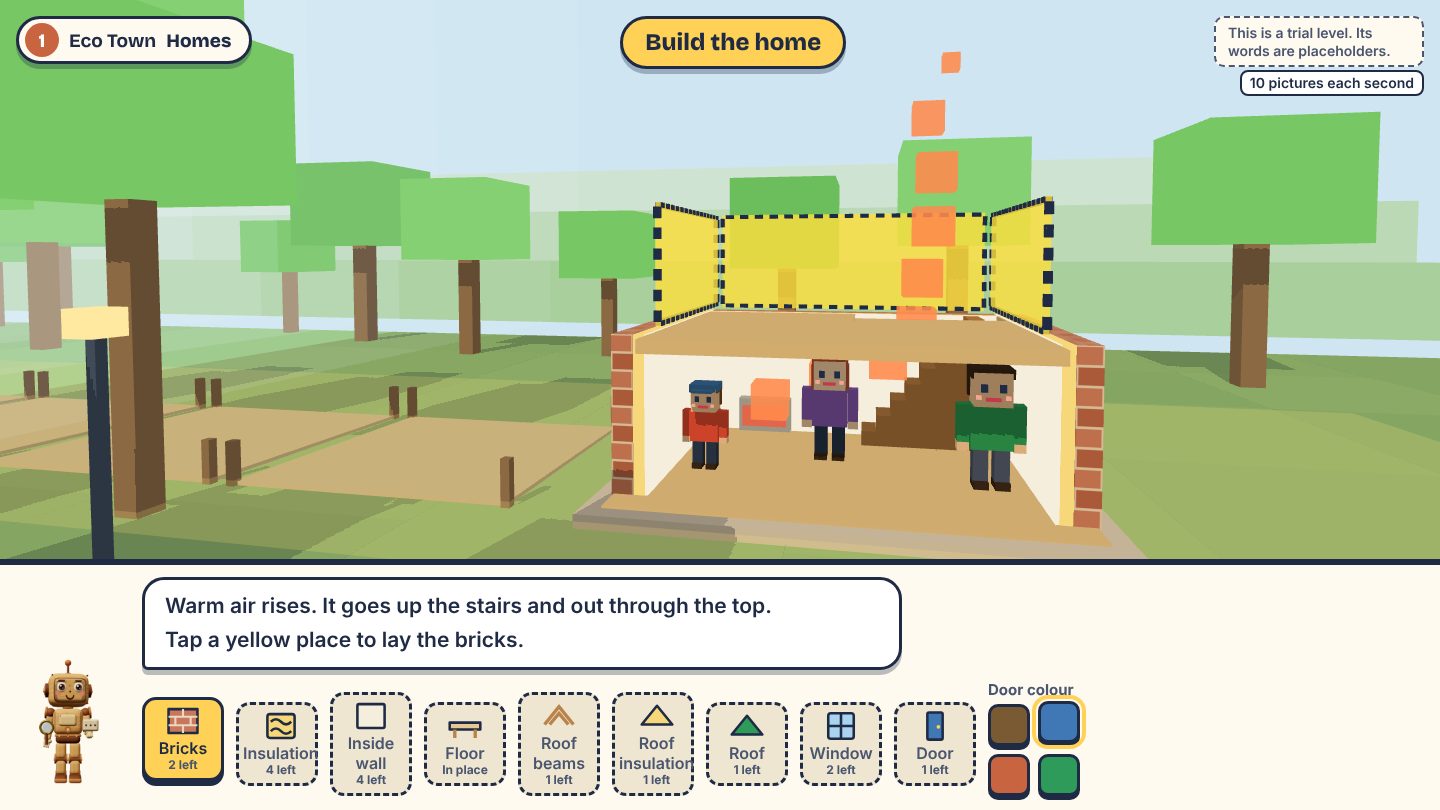 1 Eco Town Homes
Build the home
This is a trial level. Its
words are placeholders.
10 pictures each second
Warm air rises. It goes up the stairs and out through the top.
Tap a yellow place to lay the bricks.
Door colour
Bricks
2 left
Insulation
4 left
Inside
wall
4 left
Floor
In place
Roof
beams
1 left
Roof
insulation
1 left
Roof
1 left
Window
2 left
Door
1 left